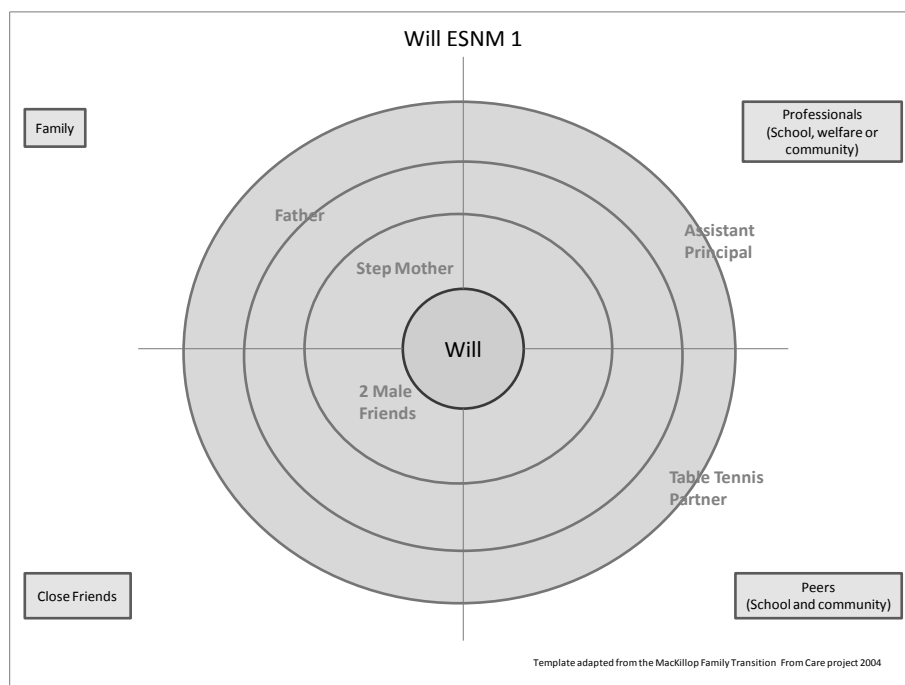 Will ESNM 1
Family
Professionals
(School, welfare or
community)
Father
Assistant
Principal
Step Mother
Will
2 Male
Friends
Table Tennis
Partner
Close Friends
Peers
(School and community)
Template adapted from the MacKillop Family Transition From Care project 2004